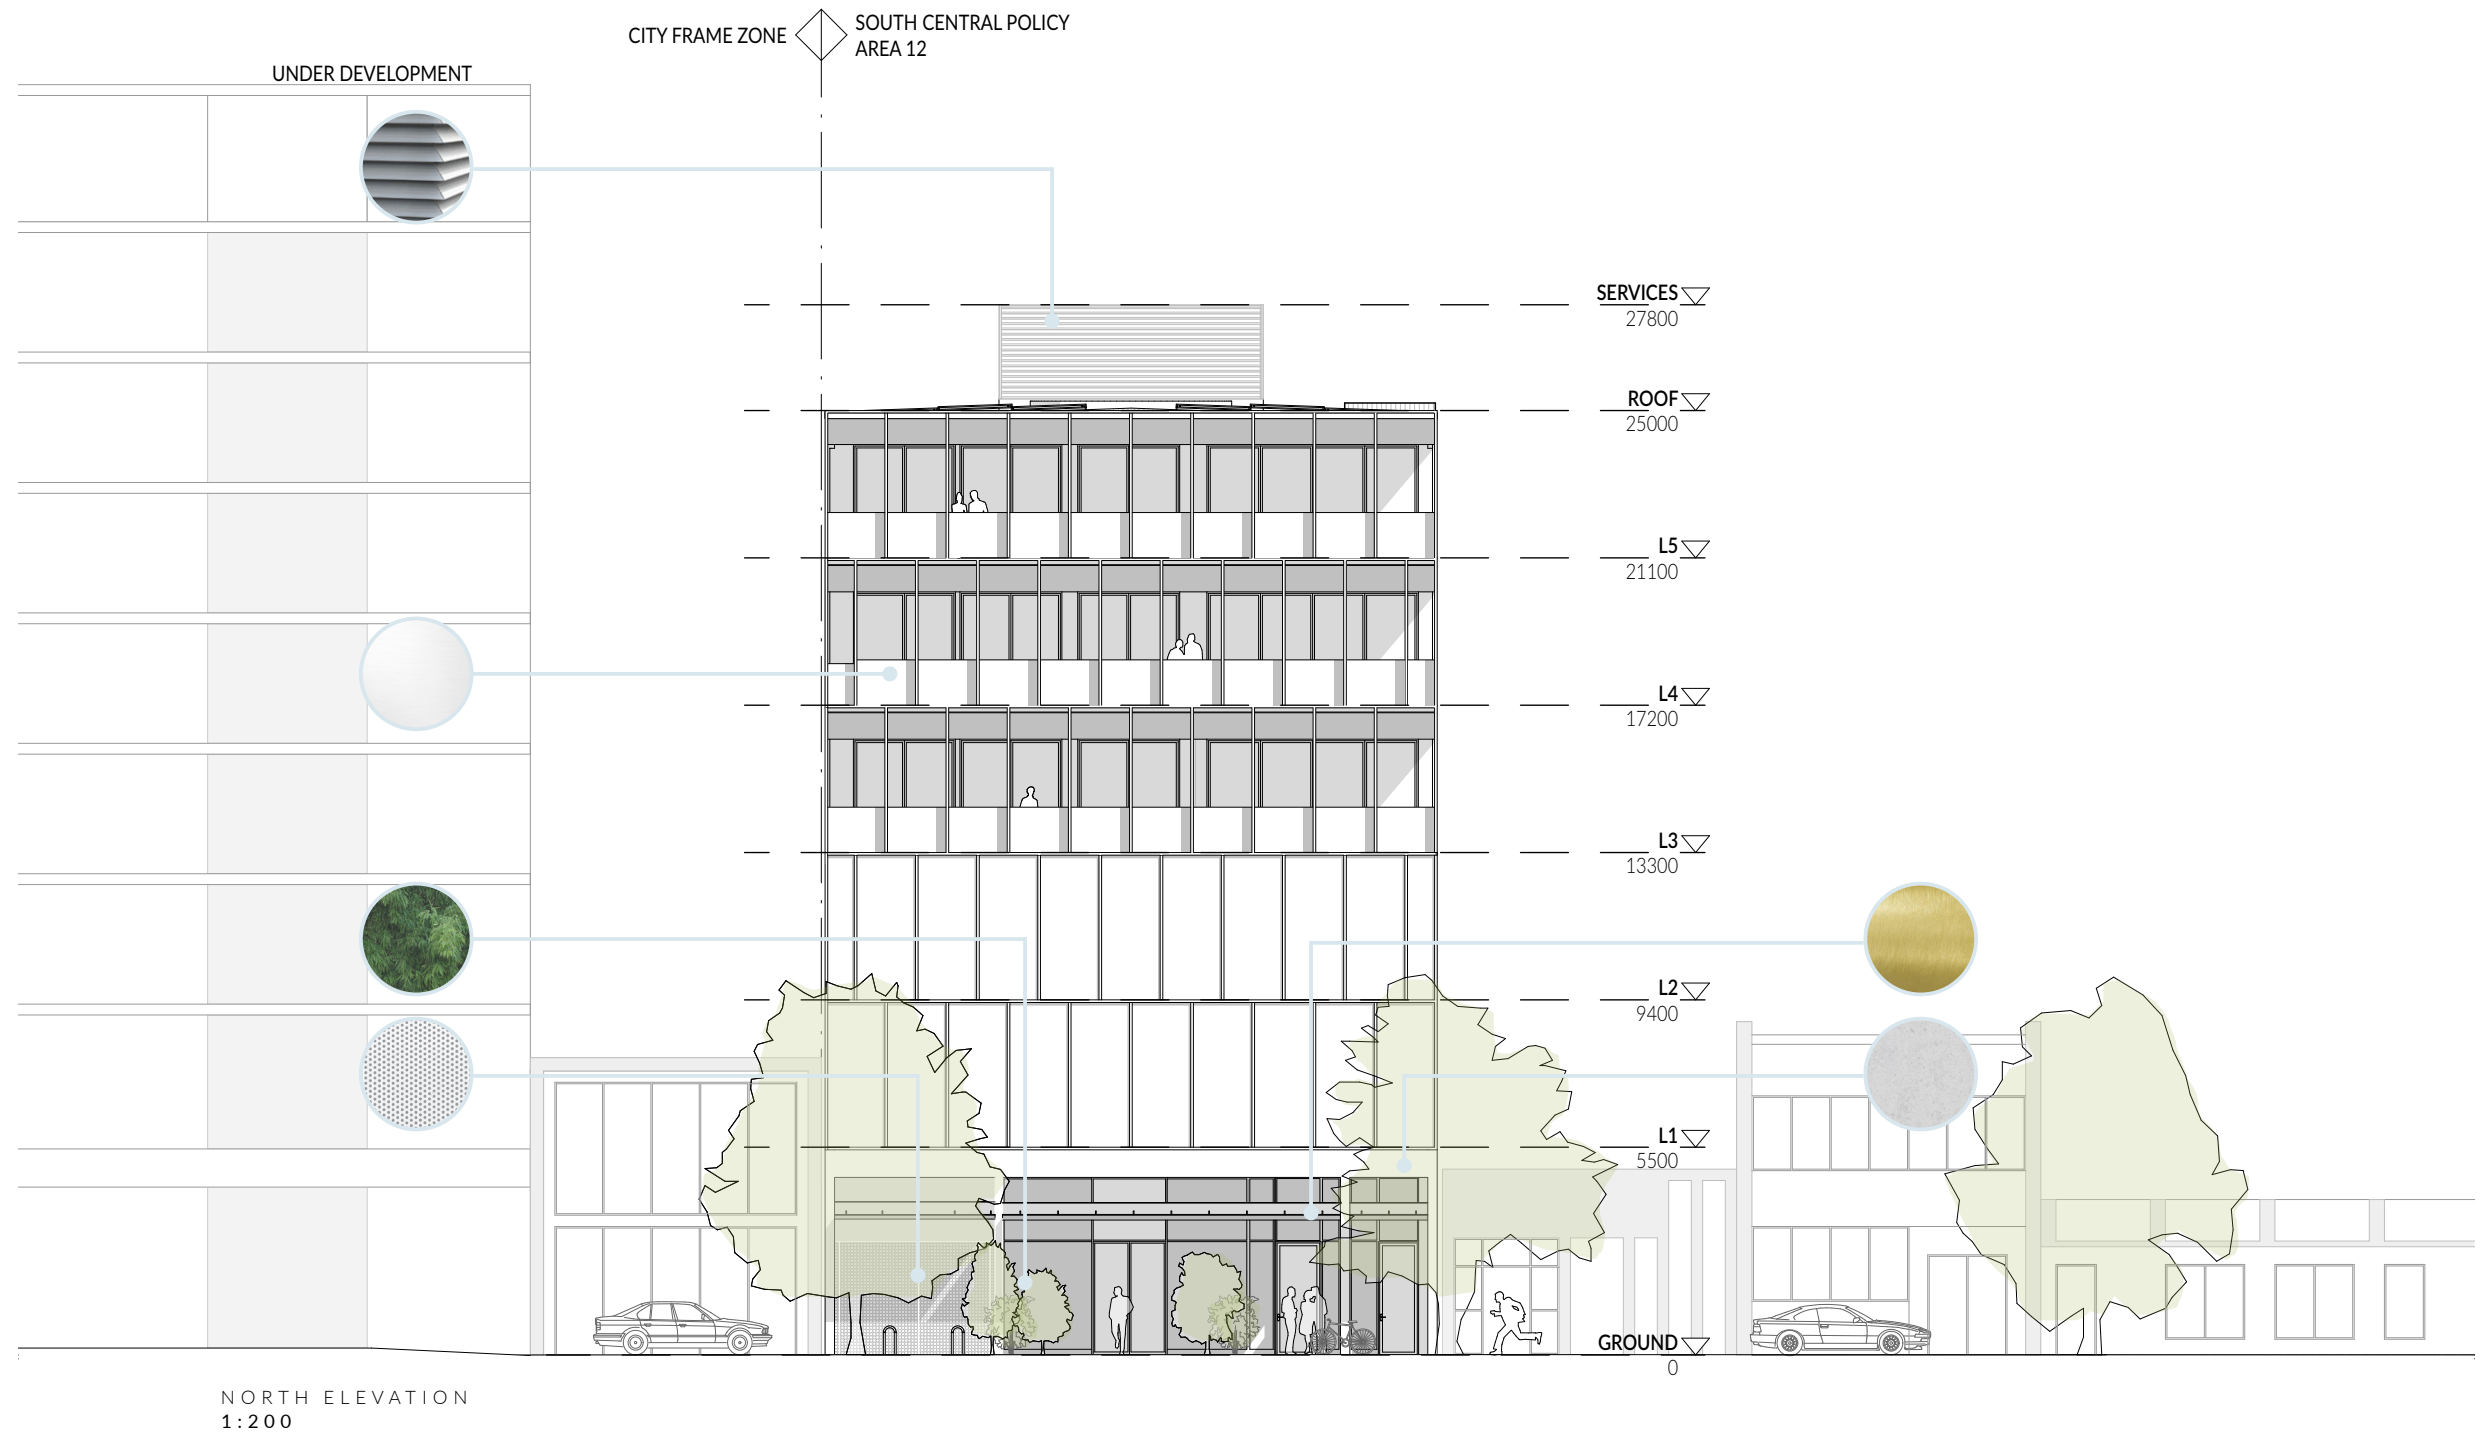 CITY FRAME ZONE
SOUTH CENTRAL POLICY
AREA 12
UNDER DEVELOPMENT
SERVICES
27800
ROOF
25000
L5
21100
L4
17200
L3
13300
L2
9400
L1
5500
GROUND
0
NORTH ELEVATION
1:200